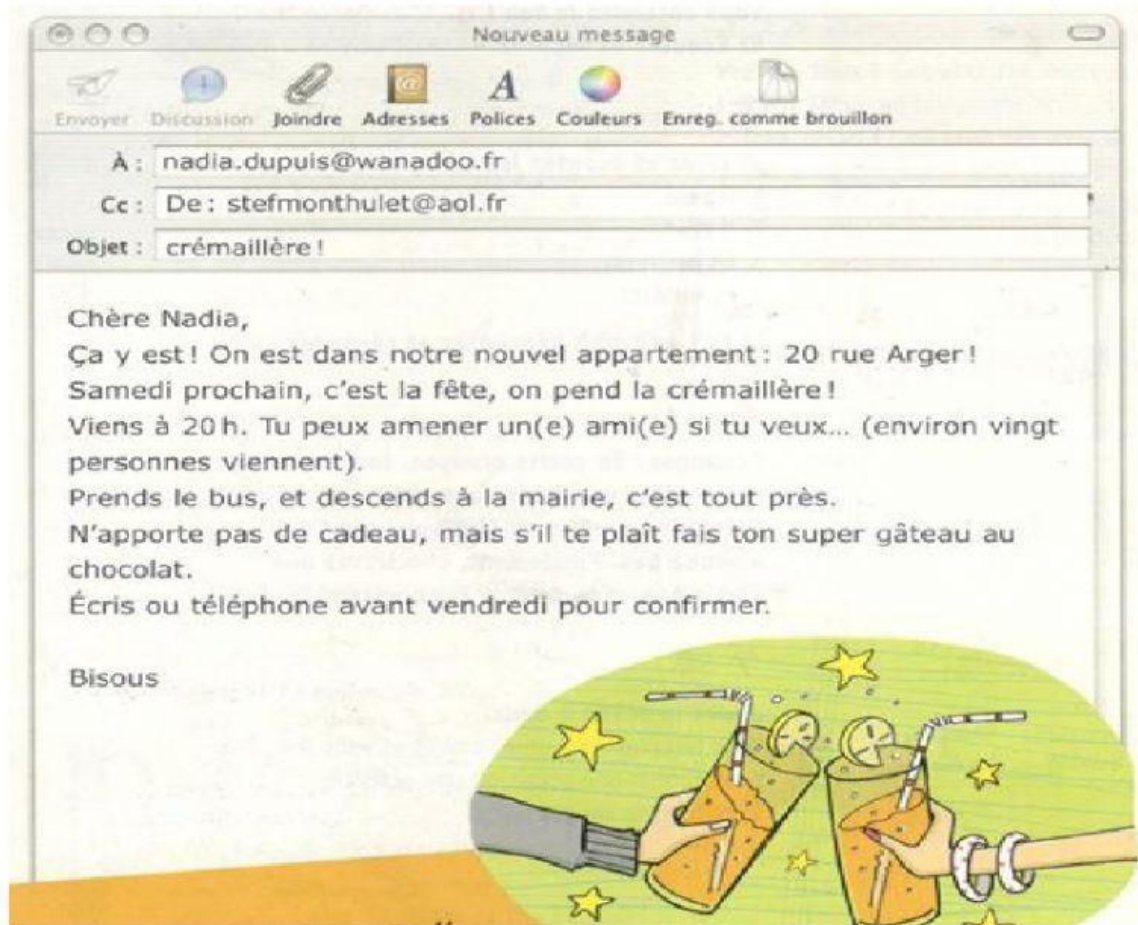 Nouveau message
Envoyer Discussion Joindre Adresses Polices Couleurs Enreg. comme brouillon
À : nadia.dupuis@wanadoo.fr
Cc : De : stefmonthulet@aol.fr
Objet : crémaillère !
Chère Nadia,
Ça y est ! On est dans notre nouvel appartement : 20 rue Arger !
Samedi prochain, c'est la fête, on pend la crémaillère !
Viens à 20 h. Tu peux amener un(e) ami(e) si tu veux... (environ vingt
personnes viennent).
Prends le bus, et descends à la mairie, c'est tout près.
N'apporte pas de cadeau, mais s'il te plaît fais ton super gâteau au
chocolat.
Écris ou téléphone avant vendredi pour confirmer.
Bisous